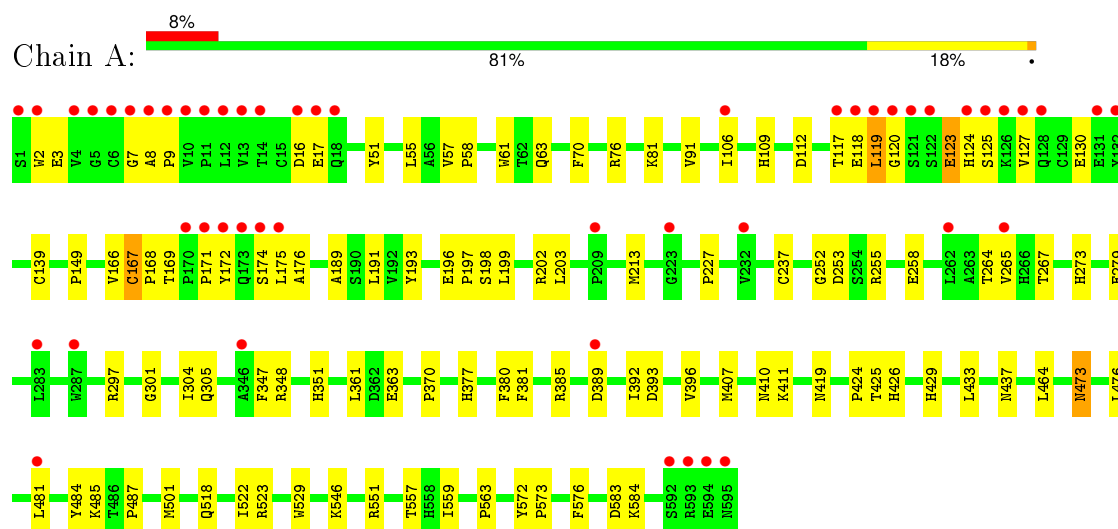 8%
Chain A:
81% 18% •
S1 W2 E3 V4 G5 C6 G7 A8 P9 V10 P11 L12 V13 T14 C15 D16 E17 Q18 Y51 L55 A56 V57 P58 W61 T62 Q63 F70 R76 K81 V91 I106 H109 D112 T117 E118 L119 G120 S121 S122 E123 H124 S125 K126 V127 Q128 C129 E130 E131
C139 P149 V166 C167 P168 T169 P170 P171 Y172 Q173 S174 L175 A176 A189 S190 L191 V192 Y193 E196 P197 S198 L199 R202 L203 P209 M213 G223 P227 V232 C237 G252 D253 S254 R255 E258 L262 A263 T264 V265 H266 T267 H273
L283 W287 R297 G301 I304 Q305 A346 F347 R348 H351 L361 D362 E363 P370 H377 F380 F381 R385 D389 I392 D393 V396 M407 N410 K411 N419 P424 T425 H426 H429 L433 N437 L464 N473 L476
L481 Y484 K485 T486 P487 M501 Q518 I522 R523 W529 K546 R551 T557 H558 I559 P563 Y572 P573 F576 D583 K584 S592 R593 E594 N595